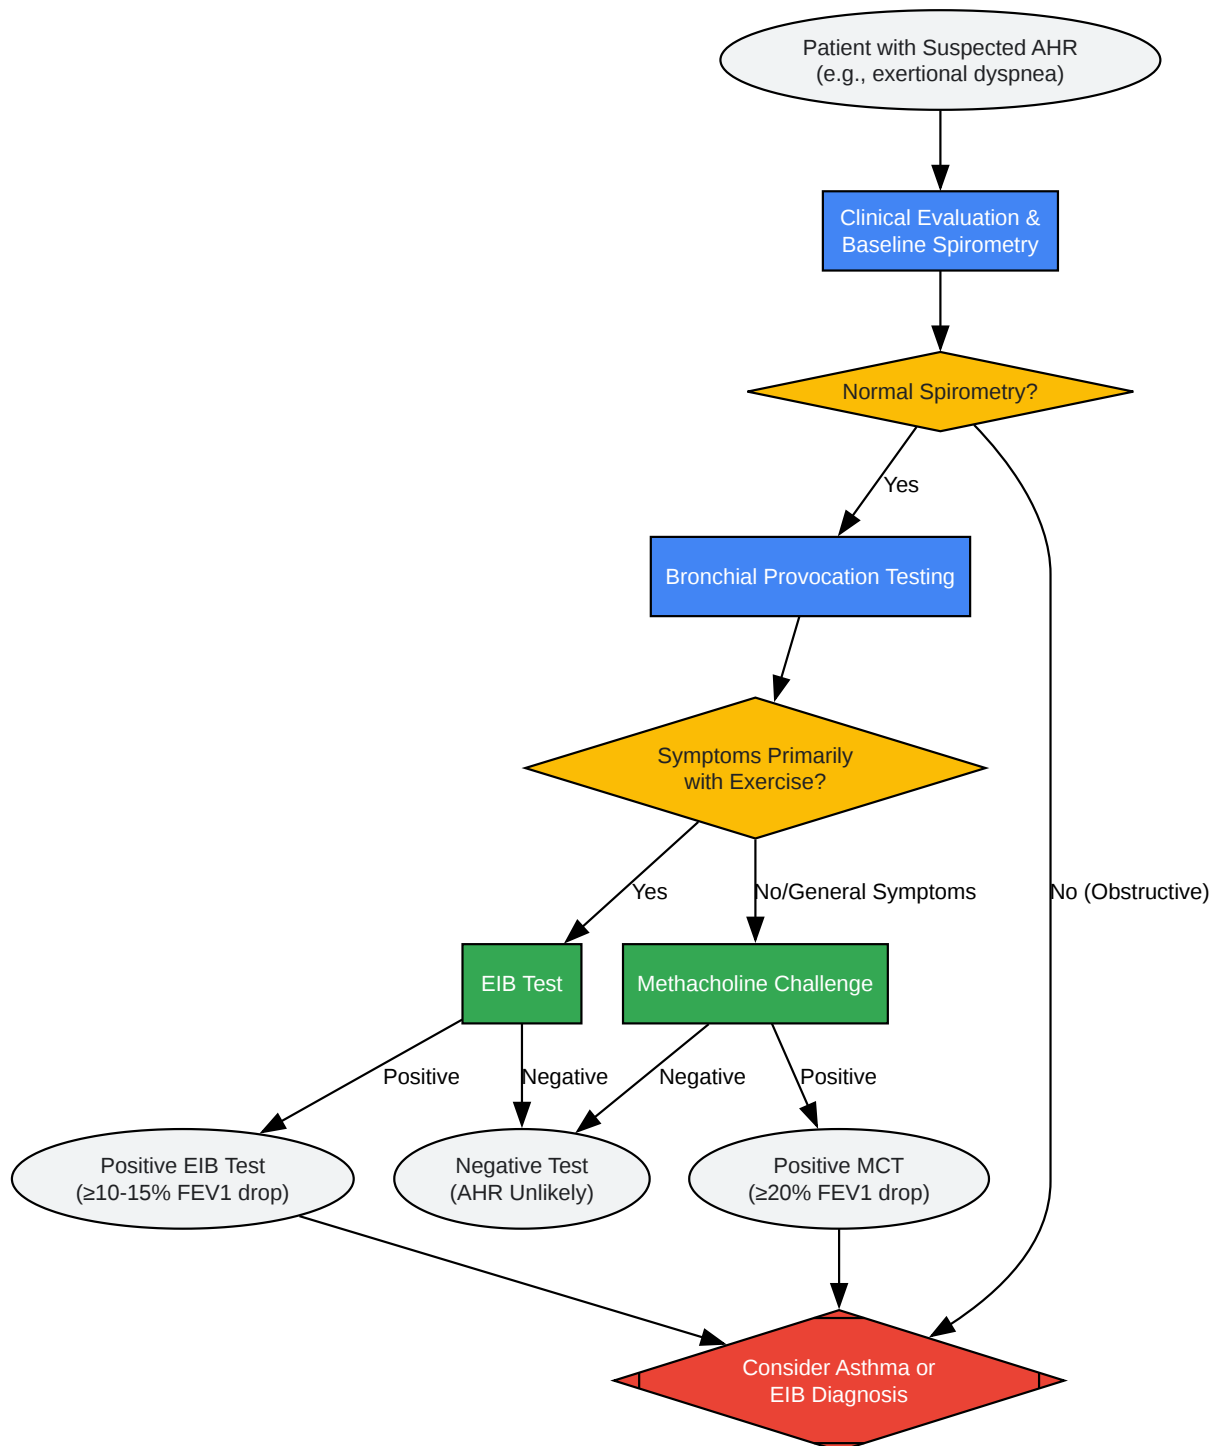 Patient with Suspected AHR
(e.g., exertional dyspnea)
Clinical Evaluation &
Baseline Spirometry
Normal Spirometry?
Yes
Bronchial Provocation Testing
Symptoms Primarily
with Exercise?
Yes
No/General Symptoms
No (Obstructive)
EIB Test
Methacholine Challenge
Positive
Negative
Negative
Positive
Positive EIB Test
(≥10-15% FEV1 drop)
Negative Test
(AHR Unlikely)
Positive MCT
(≥20% FEV1 drop)
Consider Asthma or
EIB Diagnosis